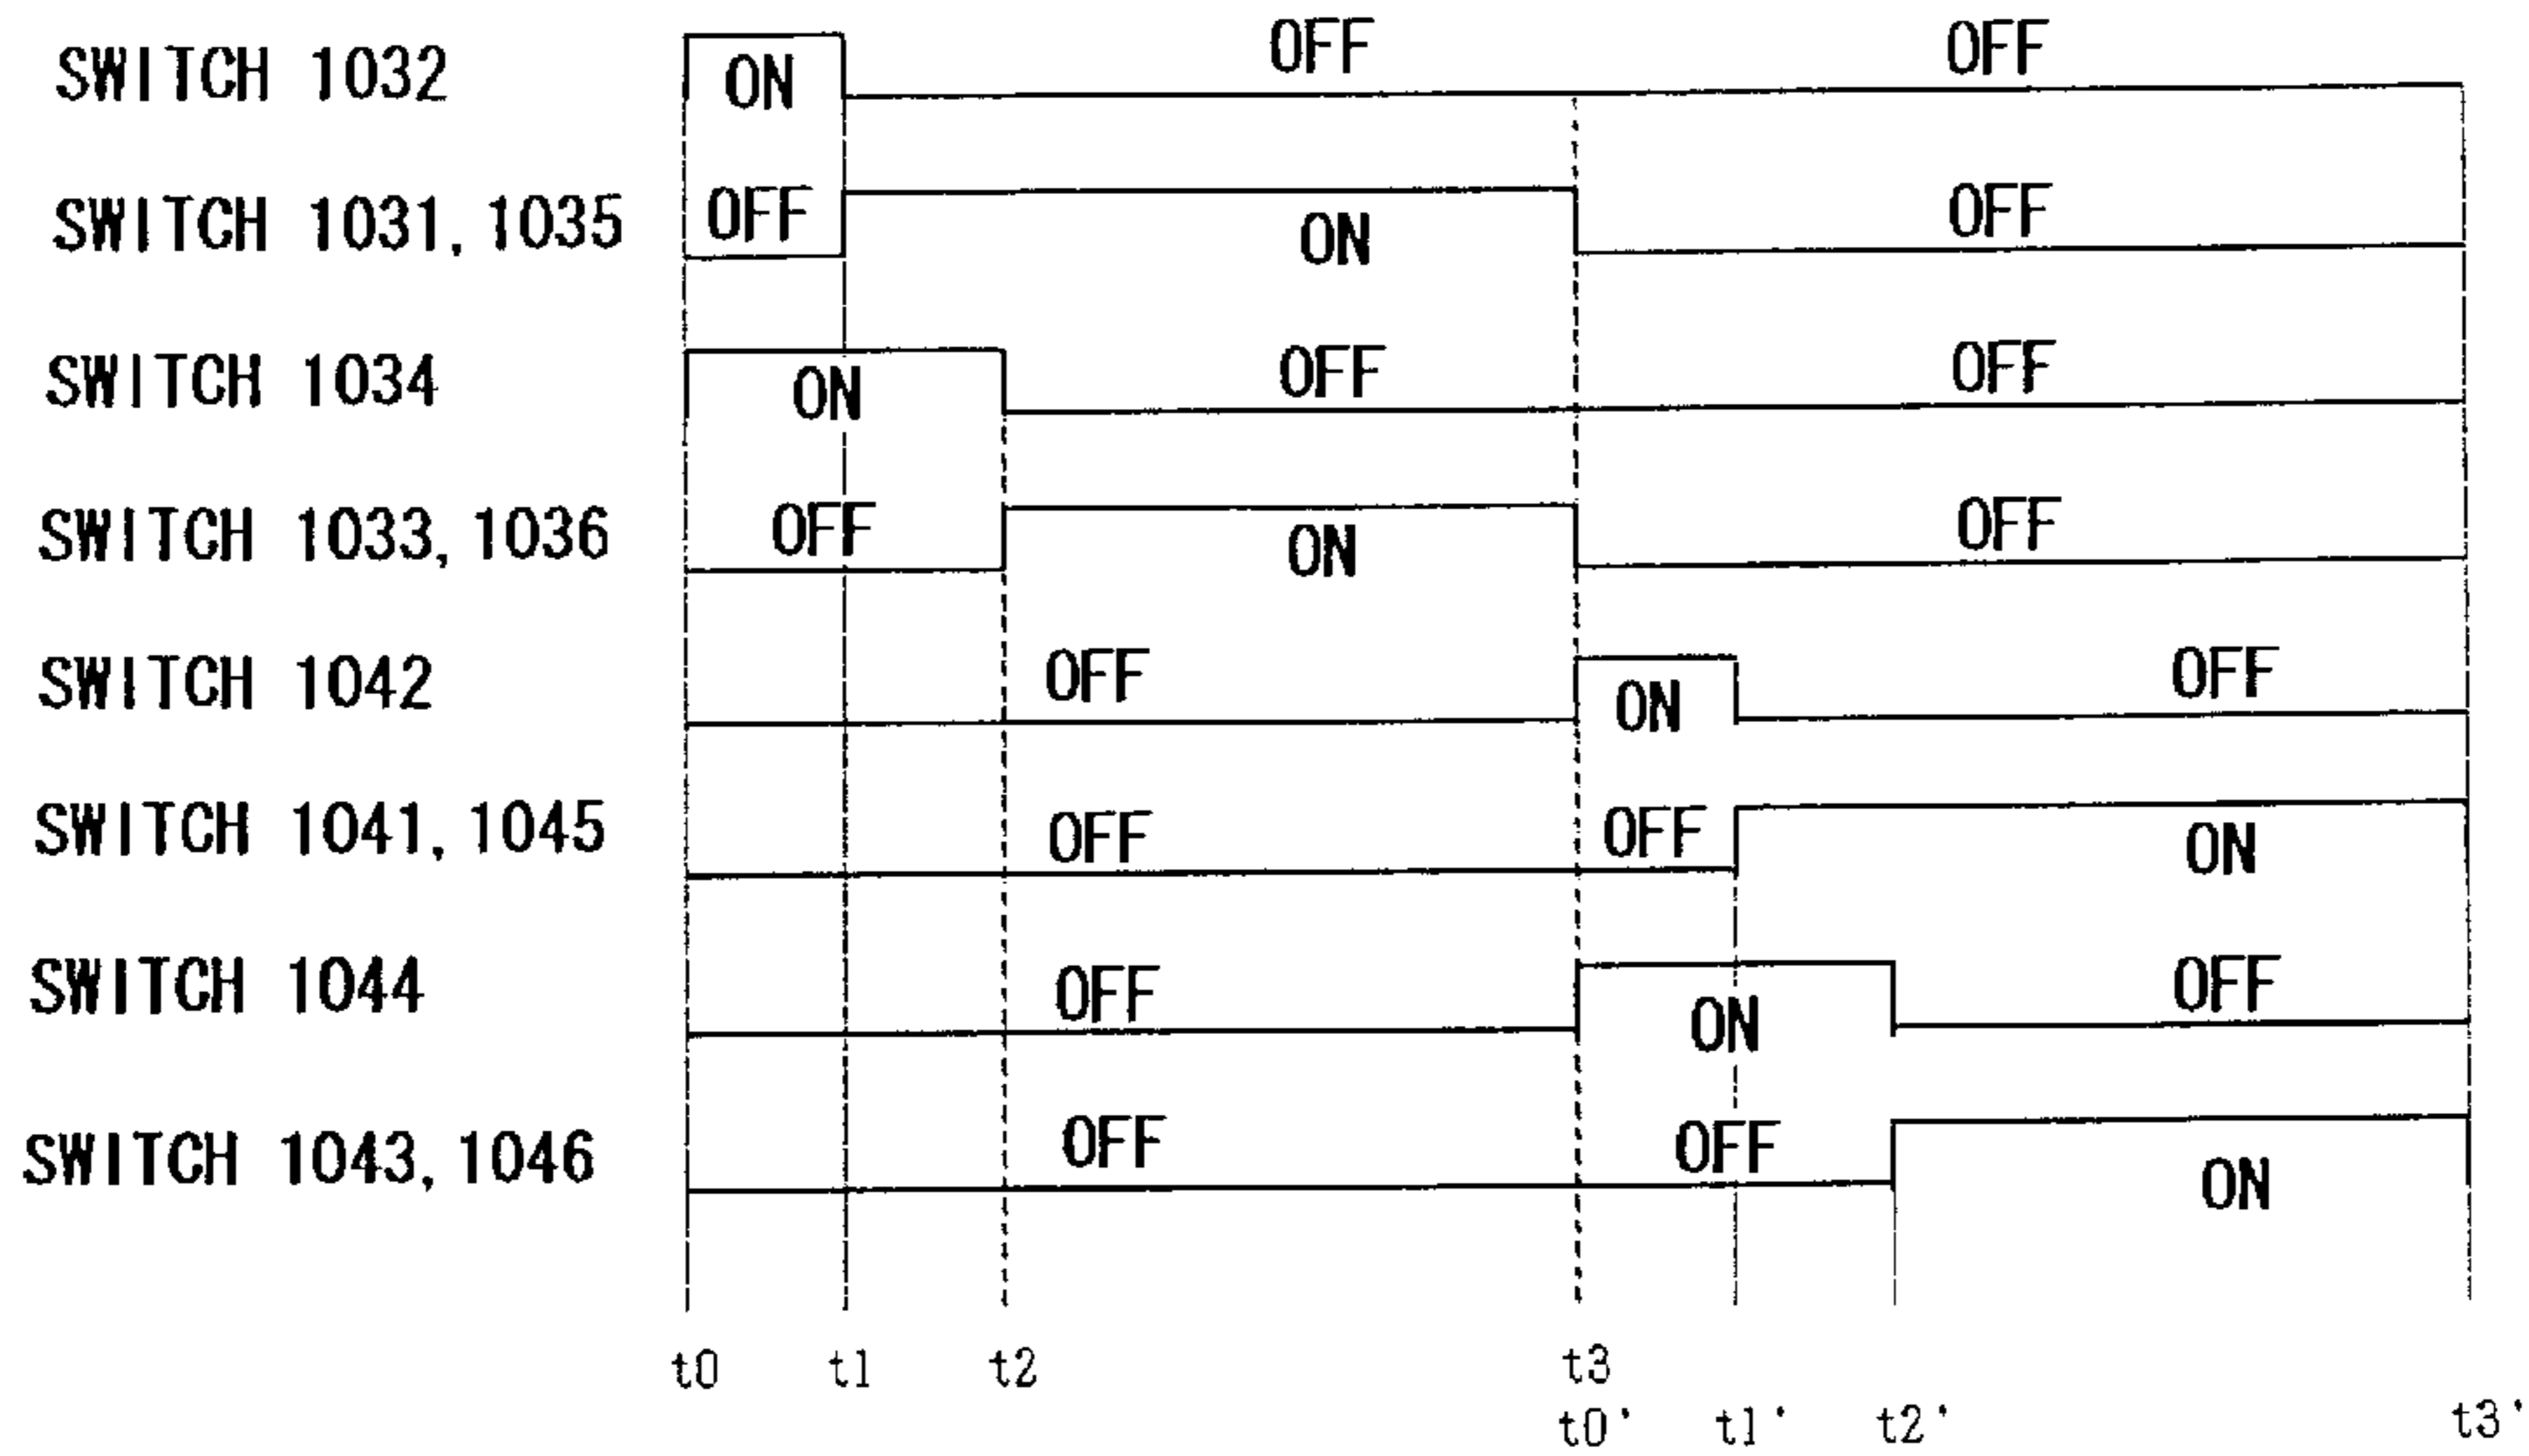 SWITCH 1032 ON OFF OFF
SWITCH 1031, 1035 OFF ON OFF
SWITCH 1034 ON OFF OFF
SWITCH 1033, 1036 OFF ON OFF
SWITCH 1042 OFF ON OFF
SWITCH 1041, 1045 OFF OFF ON
SWITCH 1044 OFF ON OFF
SWITCH 1043, 1046 OFF OFF ON
t0 t1 t2 t3
t0' t1' t2' t3'